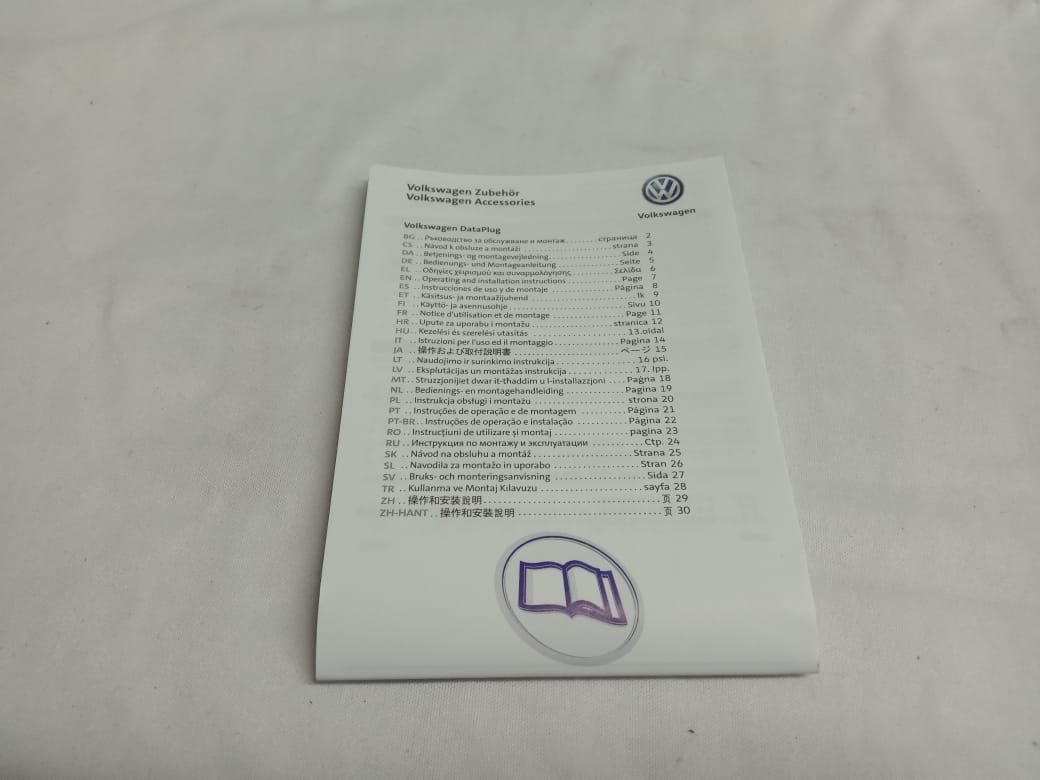 Volkswagen Zubehör
Volkswagen Accessories
Volkswagen
Volkswagen DataPlug
BG . . Ръководство за обслужване и монтаж . . . . . . . . страница 2
CS . . Návod k obsluze a montáži . . . . . . . . . . . . . . . . . . . . strana 3
DA . . Betjenings- og montagevejledning. . . . . . . . . . . . . . . . Side 4
DE . . Bedienungs- und Montageanleitung . . . . . . . . . . . . . . Seite 5
EL . . Οδηγίες χειρισμού και συναρμολόγησης . . . . . . . . . . Σελίδα 6
EN . . Operating and installation instructions . . . . . . . . . . . . Page 7
ES . . Instrucciones de uso y de montaje . . . . . . . . . . . . . . Página 8
ET . . Käsitsus- ja montaažijuhend . . . . . . . . . . . . . . . . . . . . . . lk 9
FI . . Käyttö- ja asennusohje . . . . . . . . . . . . . . . . . . . . . . . . Sivu 10
FR . . Notice d'utilisation et de montage . . . . . . . . . . . . . . . Page 11
HR . . Upute za uporabu i montažu . . . . . . . . . . . . . . . . stranica 12
HU . . Kezelési és szerelési utasítás . . . . . . . . . . . . . . . . . . 13.oldal
IT . . Istruzioni per l'uso ed il montaggio . . . . . . . . . . . . . Pagina 14
JA . . 操作および取付説明書 . . . . . . . . . . . . . . . . . . . . ページ 15
LT . . Naudojimo ir surinkimo instrukcija . . . . . . . . . . . . . . . 16 psl.
LV . . Ekspluatācijas un montāžas instrukcija . . . . . . . . . . . . 17. lpp.
MT . . Struzzjonijiet dwar it-thaddim u l-installazzjoni . . . . Paġna 18
NL . . Bedienings- en montagehandleiding . . . . . . . . . . . . Pagina 19
PL . . Instrukcja obsługi i montażu . . . . . . . . . . . . . . . . . . strona 20
PT . . Instruções de operação e de montagem . . . . . . . . . . Página 21
PT-BR . . Instruções de operação e instalação . . . . . . . . . . . Página 22
RO . . Instrucțiuni de utilizare și montaj . . . . . . . . . . . . . . pagina 23
RU . . Инструкция по монтажу и эксплуатации . . . . . . . . . . . Стр. 24
SK . . Návod na obsluhu a montáž . . . . . . . . . . . . . . . . . . . Strana 25
SL . . Navodila za montažo in uporabo . . . . . . . . . . . . . . . . . Stran 26
SV . . Bruks- och monteringsanvisning . . . . . . . . . . . . . . . . . . Sida 27
TR . . Kullanma ve Montaj Kılavuzu . . . . . . . . . . . . . . . . . . . . sayfa 28
ZH . . 操作和安装说明 . . . . . . . . . . . . . . . . . . . . . . . . . . . . . . . . 页 29
ZH-HANT . . 操作和安裝說明 . . . . . . . . . . . . . . . . . . . . . . . . . . . 页 30